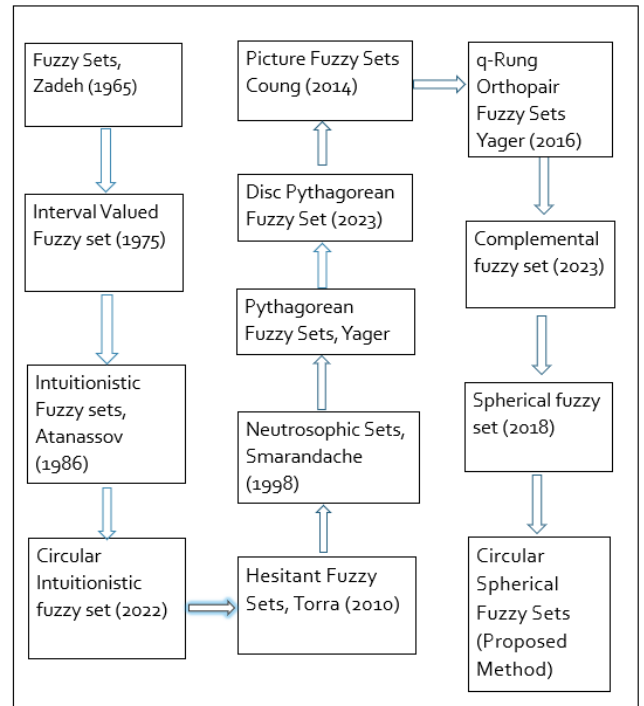 Fuzzy Sets,
Zadeh (1965)
Interval Valued
Fuzzy set (1975)
Intuitionistic
Fuzzy sets,
Atanassov
(1986)
Circular
Intuitionistic
fuzzy set (2022)
Hesitant Fuzzy
Sets, Torra (2010)
Neutrosophic Sets,
Smarandache
(1998)
Pythagorean
Fuzzy Sets, Yager
Disc Pythagorean
Fuzzy Set (2023)
Picture Fuzzy Sets
Coung (2014)
q-Rung
Orthopair
Fuzzy Sets
Yager (2016)
Complemental
fuzzy set (2023)
Spherical fuzzy
set (2018)
Circular
Spherical
Fuzzy Sets
(Proposed
Method)